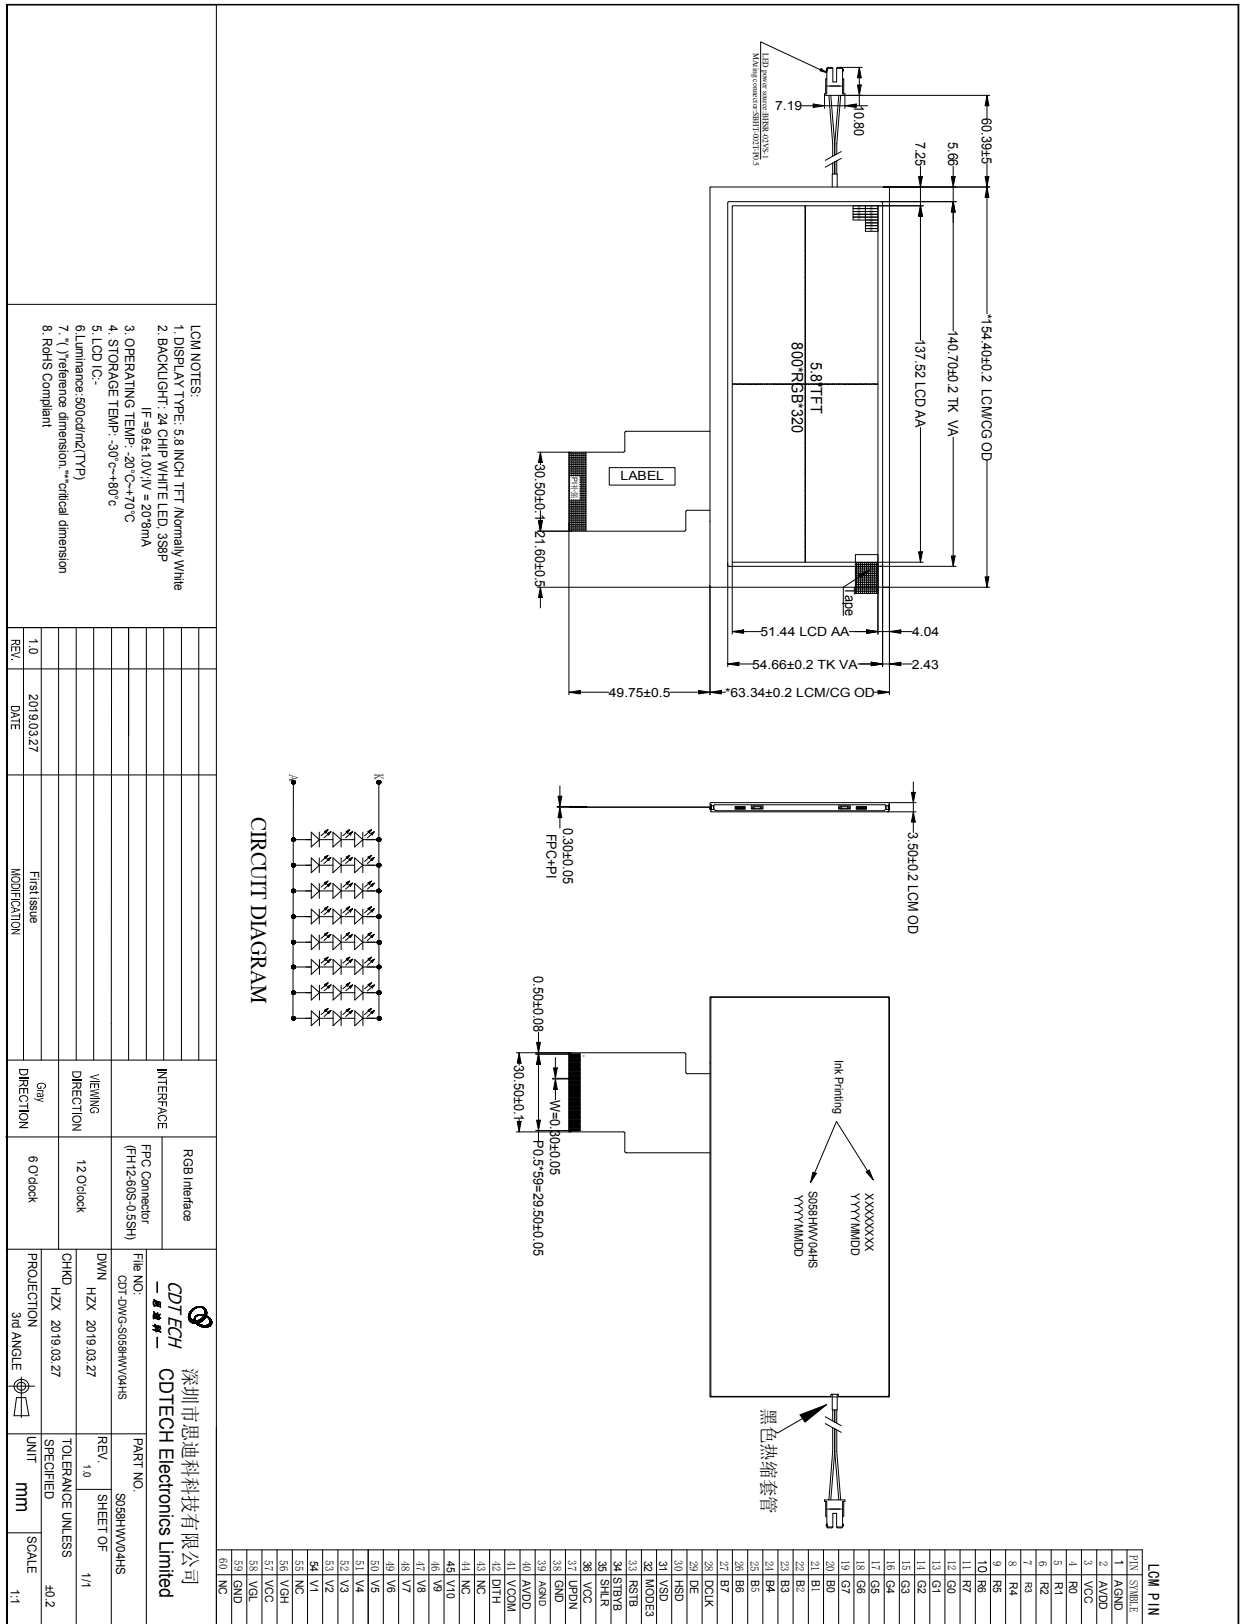 LED power source:BHSR-02VS-1
Mating connector:SBHT-002T-P0.5
7.19
10.80
60.39±5
7.25
5.66
*154.40±0.2 LCM/CG OD
140.70±0.2 TK VA
137.52 LCD AA
5.8"TFT
800*RGB*320
LABEL
30.50±0.1
21.60±0.5
Tape
51.44 LCD AA
4.04
54.66±0.2 TK VA
2.43
49.75±0.5
*63.34±0.2 LCM/CG OD
3.50±0.2 LCM OD
0.30±0.05
FPC+PI
A
K
CIRCUIT DIAGRAM
Ink Printing
XXXXXXXX
YYYYMMDD
S058HWV04HS
YYYYMMDD
0.50±0.08
W=0.30±0.05
P0.5*59=29.50±0.05
30.50±0.1
黑色热缩套管
LCM NOTES:
1. DISPLAY TYPE: 5.8 INCH TFT /Normally White
2. BACKLIGHT: 24 CHIP WHITE LED, 3S8P
IF =9.6±1.0V;IV = 20*8mA
3. OPERATING TEMP: -20°C~+70°C
4. STORAGE TEMP: -30°c~+80°c
5. LCD IC:-
6.Luminance:500cd/m2(TYP)
7. "( )"reference dimension."*"critical dimension
8. RoHS Compliant
1.0 2019.03.27 First issue
REV. DATE MODIFICATION
INTERFACE
RGB Interface
FPC Connector
(FH12-60S-0.5SH)
VIEWING
DIRECTION
12 O'clock
Gray
DIRECTION
6 O'clock
CDTECH
思迪科
深圳市思迪科科技有限公司
CDTECH Electronics Limited
File NO:
CDT-DWG-S058HWV04HS
PART NO.
S058HWV04HS
DWN
HZX 2019.03.27
REV.
1.0
SHEET OF
1/1
CHKD
HZX 2019.03.27
TOLERANCE UNLESS
SPECIFIED
±0.2
PROJECTION
3rd ANGLE
UNIT
mm
SCALE
1:1
LCM PIN
PIN SYMBLE
1 AGND
2 AVDD
3 VCC
4 R0
5 R1
6 R2
7 R3
8 R4
9 R5
10 R6
11 R7
12 G0
13 G1
14 G2
15 G3
16 G4
17 G5
18 G6
19 G7
20 B0
21 B1
22 B2
23 B3
24 B4
25 B5
26 B6
27 B7
28 DCLK
29 DE
30 HSD
31 VSD
32 MODE3
33 RSTB
34 STBYB
35 SHLR
36 VCC
37 UPDN
38 GND
39 AGND
40 AVDD
41 VCOM
42 DITH
43 NC
44 NC
45 V10
46 V9
47 V8
48 V7
49 V6
50 V5
51 V4
52 V3
53 V2
54 V1
55 NC
56 VGH
57 VCC
58 VGL
59 GND
60 NC